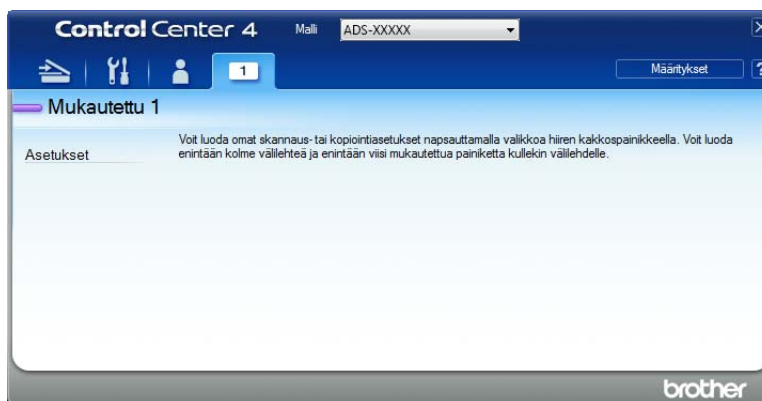 Control Center 4 Malli ADS-XXXXX
1 Määritykset ?
Mukautettu 1
Voit luoda omat skannaus- tai kopiointiasetukset napsauttamalla valikkoa hiiren kakkospainikkeella. Voit luoda
Asetukset enintään kolme välilehteä ja enintään viisi mukautettua painiketta kullekin välilehdelle.
brother